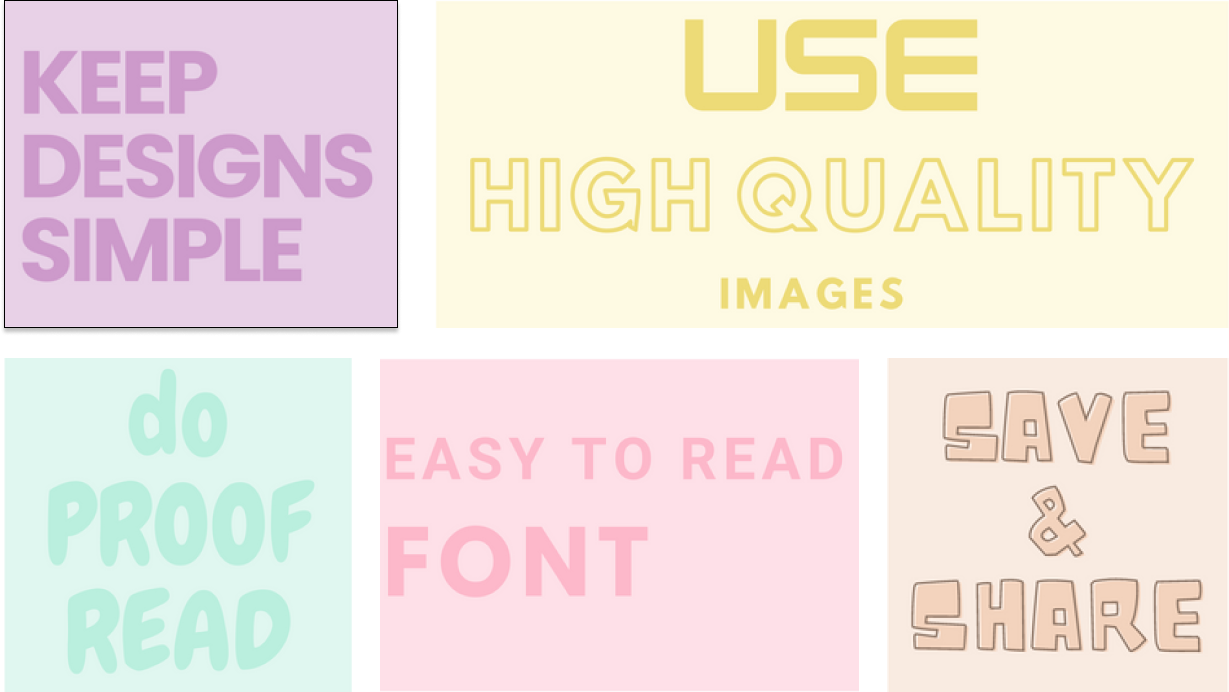 KEEP
DESIGNS
SIMPLE
USE
HIGH QUALITY
IMAGES
do
PROOF
READ
EASY TO READ
FONT
SAVE
&
SHARE